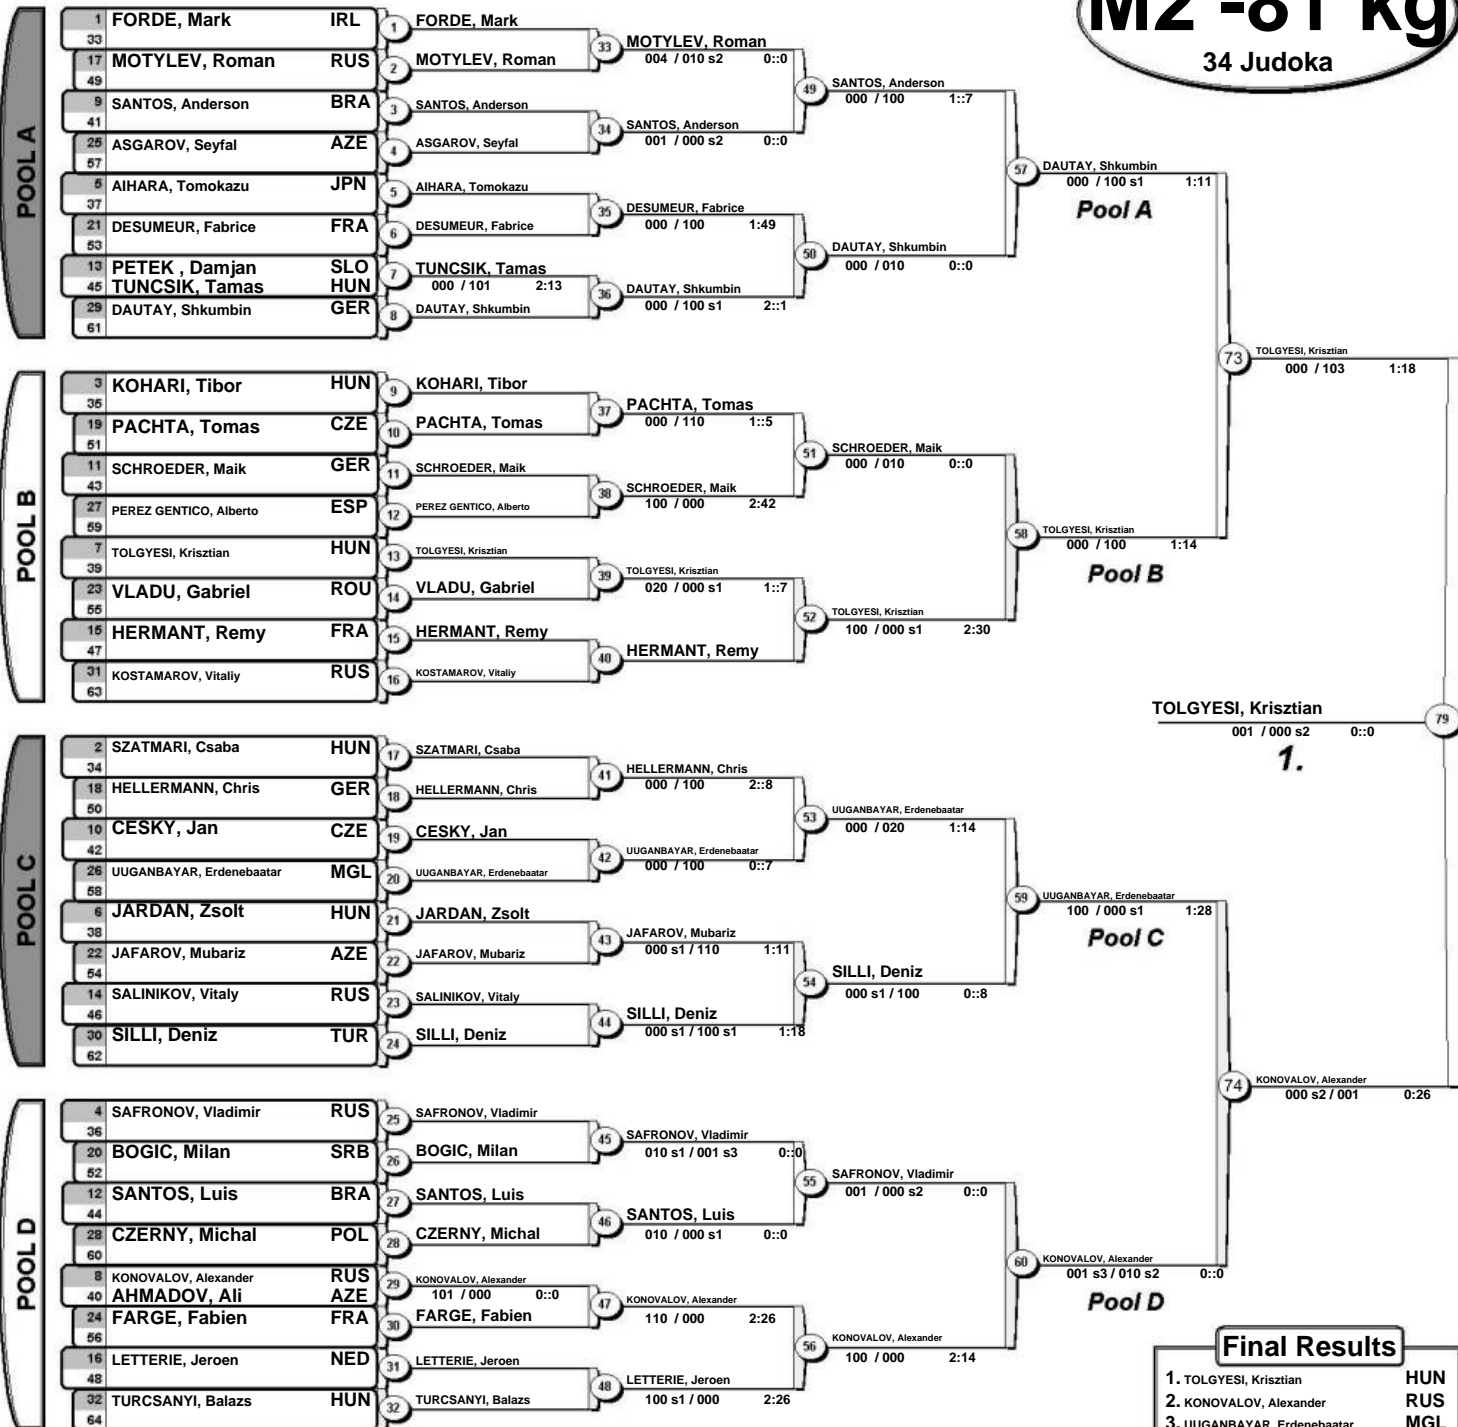 M2 -81 kg
34 Judoka
POOL A
1 FORDE, Mark IRL
33
17 MOTYLEV, Roman RUS
49
9 SANTOS, Anderson BRA
41
25 ASGAROV, Seyfal AZE
57
5 AIHARA, Tomokazu JPN
37
21 DESUMEUR, Fabrice FRA
53
13 PETEK , Damjan SLO
45 TUNCSIK, Tamas HUN
29 DAUTAY, Shkumbin GER
61
1 FORDE, Mark
2 MOTYLEV, Roman
3 SANTOS, Anderson
4 ASGAROV, Seyfal
5 AIHARA, Tomokazu
6 DESUMEUR, Fabrice
7 TUNCSIK, Tamas
000 / 101 2:13
8 DAUTAY, Shkumbin
33 MOTYLEV, Roman
004 / 010 s2 0::0
34 SANTOS, Anderson
001 / 000 s2 0::0
35 DESUMEUR, Fabrice
000 / 100 1:49
36 DAUTAY, Shkumbin
000 / 100 s1 2::1
49 SANTOS, Anderson
000 / 100 1::7
50 DAUTAY, Shkumbin
000 / 010 0::0
57 DAUTAY, Shkumbin
000 / 100 s1 1:11
Pool A
POOL B
3 KOHARI, Tibor HUN
35
19 PACHTA, Tomas CZE
51
11 SCHROEDER, Maik GER
43
27 PEREZ GENTICO, Alberto ESP
59
7 TOLGYESI, Krisztian HUN
39
23 VLADU, Gabriel ROU
55
15 HERMANT, Remy FRA
47
31 KOSTAMAROV, Vitaliy RUS
63
9 KOHARI, Tibor
10 PACHTA, Tomas
11 SCHROEDER, Maik
12 PEREZ GENTICO, Alberto
13 TOLGYESI, Krisztian
14 VLADU, Gabriel
15 HERMANT, Remy
16 KOSTAMAROV, Vitaliy
37 PACHTA, Tomas
000 / 110 1::5
38 SCHROEDER, Maik
100 / 000 2:42
39 TOLGYESI, Krisztian
020 / 000 s1 1::7
40 HERMANT, Remy
51 SCHROEDER, Maik
000 / 010 0::0
52 TOLGYESI, Krisztian
100 / 000 s1 2:30
58 TOLGYESI, Krisztian
000 / 100 1:14
Pool B
73 TOLGYESI, Krisztian
000 / 103 1:18
TOLGYESI, Krisztian 79
001 / 000 s2 0::0
1.
POOL C
2 SZATMARI, Csaba HUN
34
18 HELLERMANN, Chris GER
50
10 CESKY, Jan CZE
42
26 UUGANBAYAR, Erdenebaatar MGL
58
6 JARDAN, Zsolt HUN
38
22 JAFAROV, Mubariz AZE
54
14 SALINIKOV, Vitaly RUS
46
30 SILLI, Deniz TUR
62
17 SZATMARI, Csaba
18 HELLERMANN, Chris
19 CESKY, Jan
20 UUGANBAYAR, Erdenebaatar
21 JARDAN, Zsolt
22 JAFAROV, Mubariz
23 SALINIKOV, Vitaly
24 SILLI, Deniz
41 HELLERMANN, Chris
000 / 100 2::8
42 UUGANBAYAR, Erdenebaatar
000 / 100 0::7
43 JAFAROV, Mubariz
000 s1 / 110 1:11
44 SILLI, Deniz
000 s1 / 100 s1 1:18
53 UUGANBAYAR, Erdenebaatar
000 / 020 1:14
54 SILLI, Deniz
000 s1 / 100 0::8
59 UUGANBAYAR, Erdenebaatar
100 / 000 s1 1:28
Pool C
POOL D
4 SAFRONOV, Vladimir RUS
36
20 BOGIC, Milan SRB
52
12 SANTOS, Luis BRA
44
28 CZERNY, Michal POL
60
8 KONOVALOV, Alexander RUS
40 AHMADOV, Ali AZE
24 FARGE, Fabien FRA
56
16 LETTERIE, Jeroen NED
48
32 TURCSANYI, Balazs HUN
64
25 SAFRONOV, Vladimir
26 BOGIC, Milan
27 SANTOS, Luis
28 CZERNY, Michal
29 KONOVALOV, Alexander
101 / 000 0::0
30 FARGE, Fabien
31 LETTERIE, Jeroen
32 TURCSANYI, Balazs
45 SAFRONOV, Vladimir
010 s1 / 001 s3 0::0
46 SANTOS, Luis
010 / 000 s1 0::0
47 KONOVALOV, Alexander
110 / 000 2:26
48 LETTERIE, Jeroen
100 s1 / 000 2:26
55 SAFRONOV, Vladimir
001 / 000 s2 0::0
56 KONOVALOV, Alexander
100 / 000 2:14
60 KONOVALOV, Alexander
001 s3 / 010 s2 0::0
Pool D
74 KONOVALOV, Alexander
000 s2 / 001 0:26
Final Results
1. TOLGYESI, Krisztian HUN
2. KONOVALOV, Alexander RUS
3. UUGANBAYAR, Erdenebaatar MGL